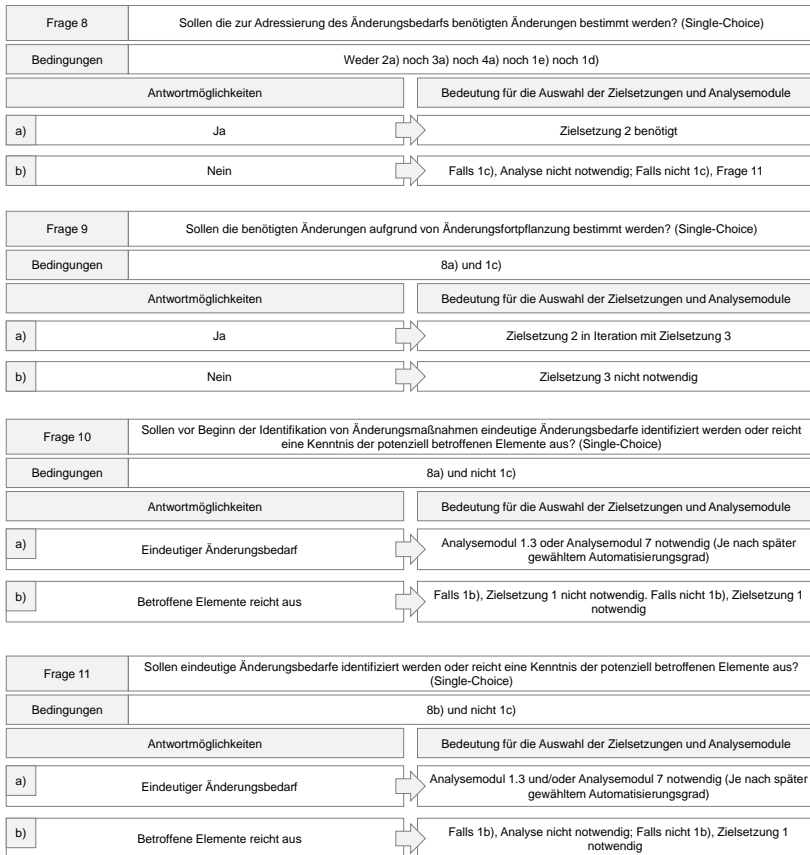 Frage 8
Sollen die zur Adressierung des Änderungsbedarfs benötigten Änderungen bestimmt werden? (Single-Choice)
Bedingungen
Weder 2a) noch 3a) noch 4a) noch 1e) noch 1d)
Antwortmöglichkeiten
Bedeutung für die Auswahl der Zielsetzungen und Analysemodule
a)
Ja
Zielsetzung 2 benötigt
b)
Nein
Falls 1c), Analyse nicht notwendig; Falls nicht 1c), Frage 11
Frage 9
Sollen die benötigten Änderungen aufgrund von Änderungsfortpflanzung bestimmt werden? (Single-Choice)
Bedingungen
8a) und 1c)
Antwortmöglichkeiten
Bedeutung für die Auswahl der Zielsetzungen und Analysemodule
a)
Ja
Zielsetzung 2 in Iteration mit Zielsetzung 3
b)
Nein
Zielsetzung 3 nicht notwendig
Frage 10
Sollen vor Beginn der Identifikation von Änderungsmaßnahmen eindeutige Änderungsbedarfe identifiziert werden oder reicht
eine Kenntnis der potenziell betroffenen Elemente aus? (Single-Choice)
Bedingungen
8a) und nicht 1c)
Antwortmöglichkeiten
Bedeutung für die Auswahl der Zielsetzungen und Analysemodule
a)
Eindeutiger Änderungsbedarf
Analysemodul 1.3 oder Analysemodul 7 notwendig (Je nach später
gewähltem Automatisierungsgrad)
b)
Betroffene Elemente reicht aus
Falls 1b), Zielsetzung 1 nicht notwendig. Falls nicht 1b), Zielsetzung 1
notwendig
Frage 11
Sollen eindeutige Änderungsbedarfe identifiziert werden oder reicht eine Kenntnis der potenziell betroffenen Elemente aus?
(Single-Choice)
Bedingungen
8b) und nicht 1c)
Antwortmöglichkeiten
Bedeutung für die Auswahl der Zielsetzungen und Analysemodule
a)
Eindeutiger Änderungsbedarf
Analysemodul 1.3 und/oder Analysemodul 7 notwendig (Je nach später
gewähltem Automatisierungsgrad)
b)
Betroffene Elemente reicht aus
Falls 1b), Analyse nicht notwendig; Falls nicht 1b), Zielsetzung 1
notwendig